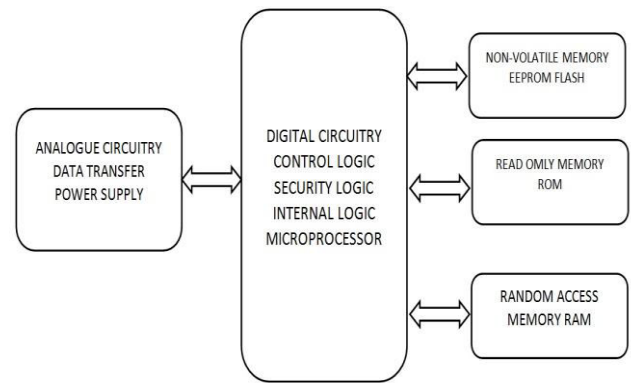 ANALOGUE CIRCUITRY
DATA TRANSFER
POWER SUPPLY
DIGITAL CIRCUITRY
CONTROL LOGIC
SECURITY LOGIC
INTERNAL LOGIC
MICROPROCESSOR
NON-VOLATILE MEMORY
EEPROM FLASH
READ OMLY MEMORY
ROM
RANDOM ACCESS
MEMORY RAM